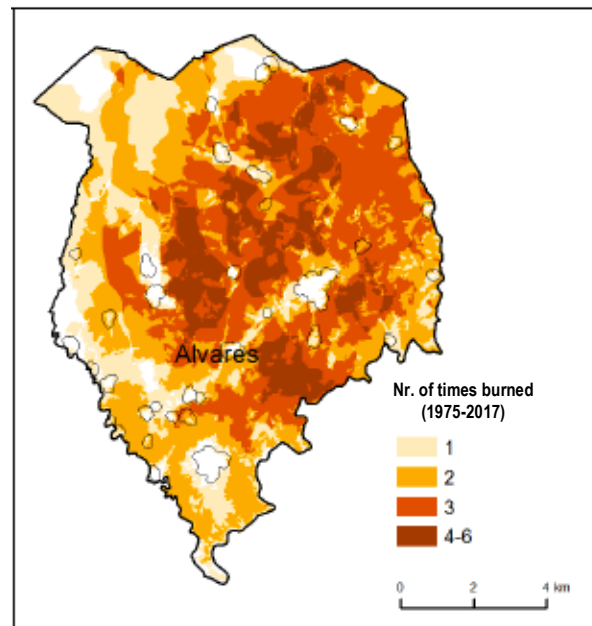 Alvares
Nr. of times burned
(1975-2017)
1
2
3
4-6
0 2 4 km